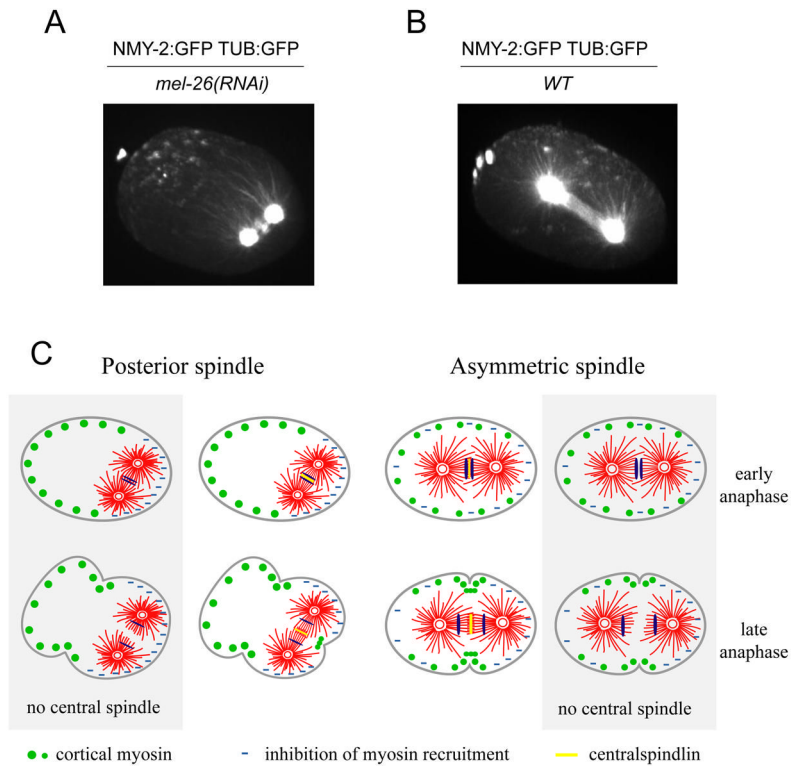 A
NMY-2:GFP TUB:GFP
mel-26(RNAi)
B
NMY-2:GFP TUB:GFP
WT
C
Posterior spindle
Asymmetric spindle
early
anaphase
late
anaphase
no central spindle
no central spindle
cortical myosin
inhibition of myosin recruitment
centralspindlin